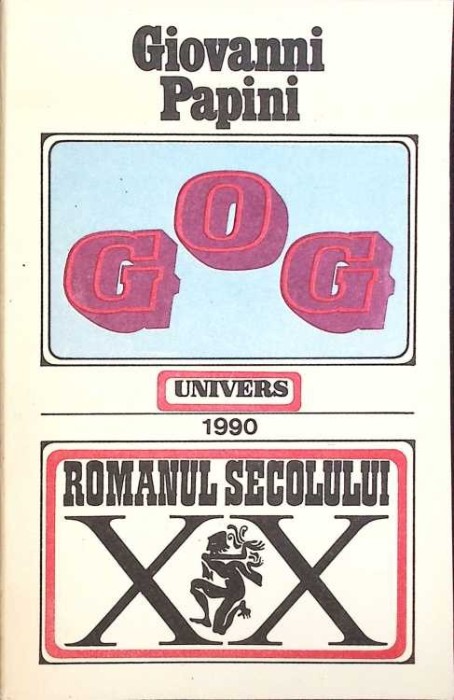 Giovanni
Papini
GOG
UNIVERS
1990
ROMANUL SECOLULUI
XX